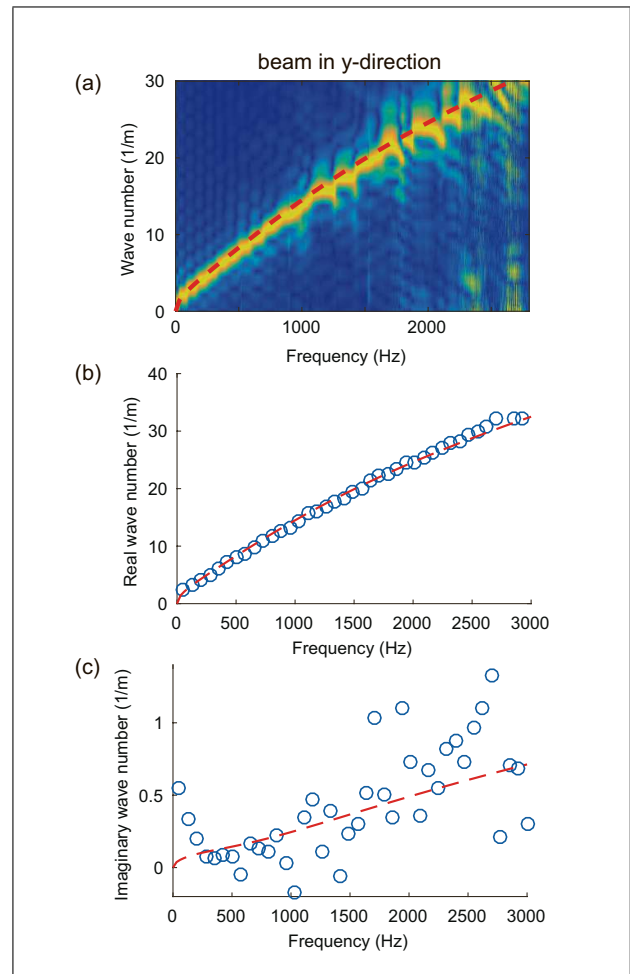 beam in y-direction
(a)
30
20
10
0
Wave number (1/m)
0 1000 2000
Frequency (Hz)
(b)
40
30
20
10
0
Real wave number (1/m)
0 500 1000 1500 2000 2500 3000
Frequency (Hz)
(c)
1
0.5
0
Imaginary wave number (1/m)
0 500 1000 1500 2000 2500 3000
Frequency (Hz)